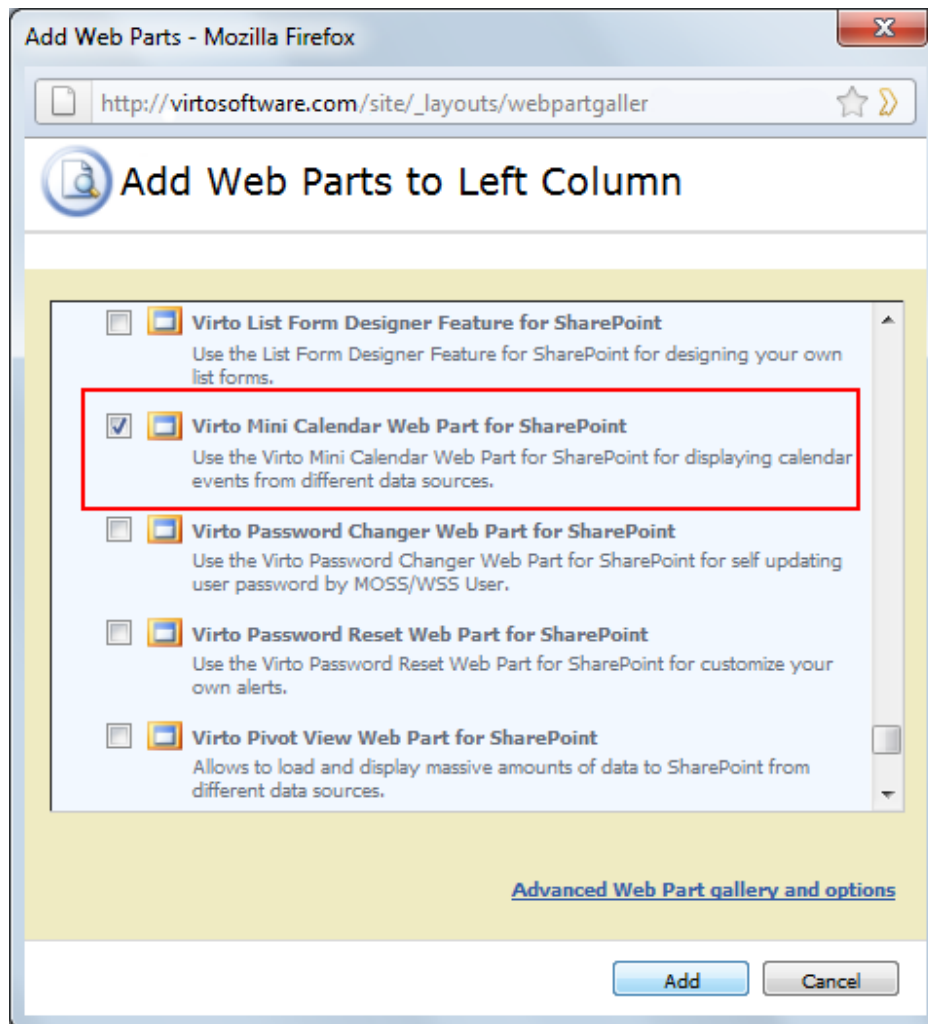 Add Web Parts - Mozilla Firefox
http://virtosoftware.com/site/_layouts/webpartgaller
Add Web Parts to Left Column
Virto List Form Designer Feature for SharePoint
Use the List Form Designer Feature for SharePoint for designing your own
list forms.
Virto Mini Calendar Web Part for SharePoint
Use the Virto Mini Calendar Web Part for SharePoint for displaying calendar
events from different data sources.
Virto Password Changer Web Part for SharePoint
Use the Virto Password Changer Web Part for SharePoint for self updating
user password by MOSS/WSS User.
Virto Password Reset Web Part for SharePoint
Use the Virto Password Reset Web Part for SharePoint for customize your
own alerts.
Virto Pivot View Web Part for SharePoint
Allows to load and display massive amounts of data to SharePoint from
different data sources.
Advanced Web Part gallery and options
Add Cancel